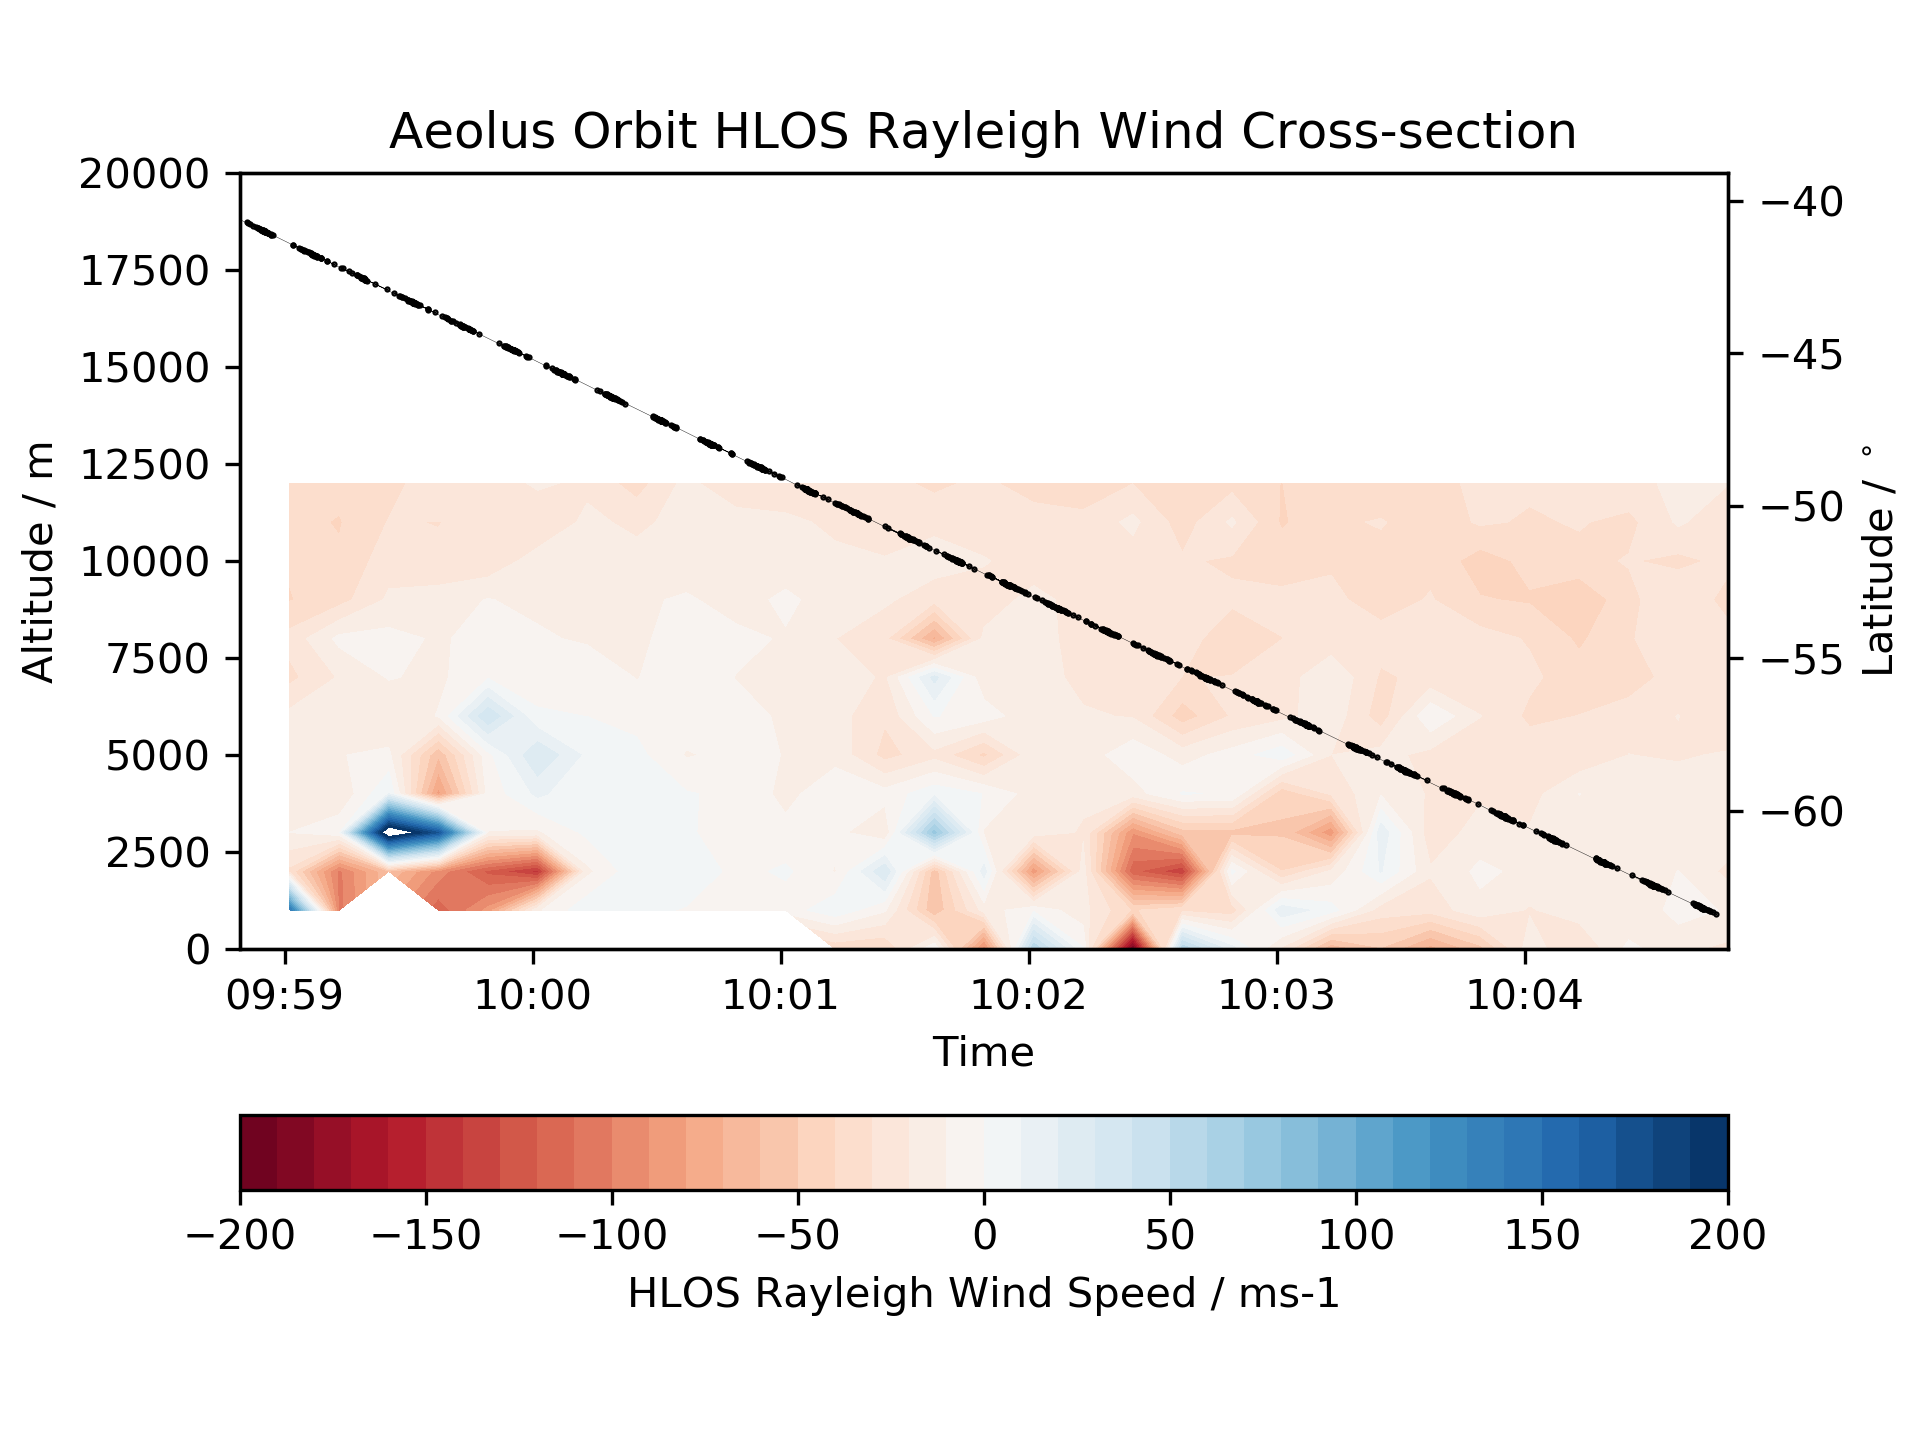 Aeolus Orbit HLOS Rayleigh Wind Cross-section
20000
17500
15000
12500
10000
7500
5000
2500
0
Altitude / m
−40
−45
−50
−55
−60
Latitude / °
09:59 10:00 10:01 10:02 10:03 10:04
Time
−200 −150 −100 −50 0 50 100 150 200
HLOS Rayleigh Wind Speed / ms-1